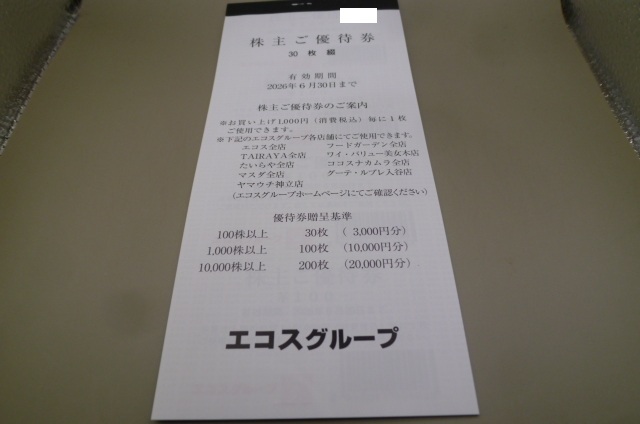 株主ご優待券
30枚綴
有効期間
2026年6月30日まで
株主ご優待券のご案内
※お買い上げ1,000円（消費税込）毎に1枚
ご使用できます。
※下記のエコスグループ各店舗にてご使用できます。
エコス全店 フードガーデン全店
TAIRAYA全店 ワイ・バリュー美女木店
たいらや全店 ココスナカムラ全店
マスダ全店 グーテ・ルブレ入谷店
ヤマウチ神立店
(エコスグループホームページにてご確認ください)
優待券贈呈基準
100株以上 30枚 ( 3,000円分)
1,000株以上 100枚 (10,000円分)
10,000株以上 200枚 (20,000円分)
エコスグループ